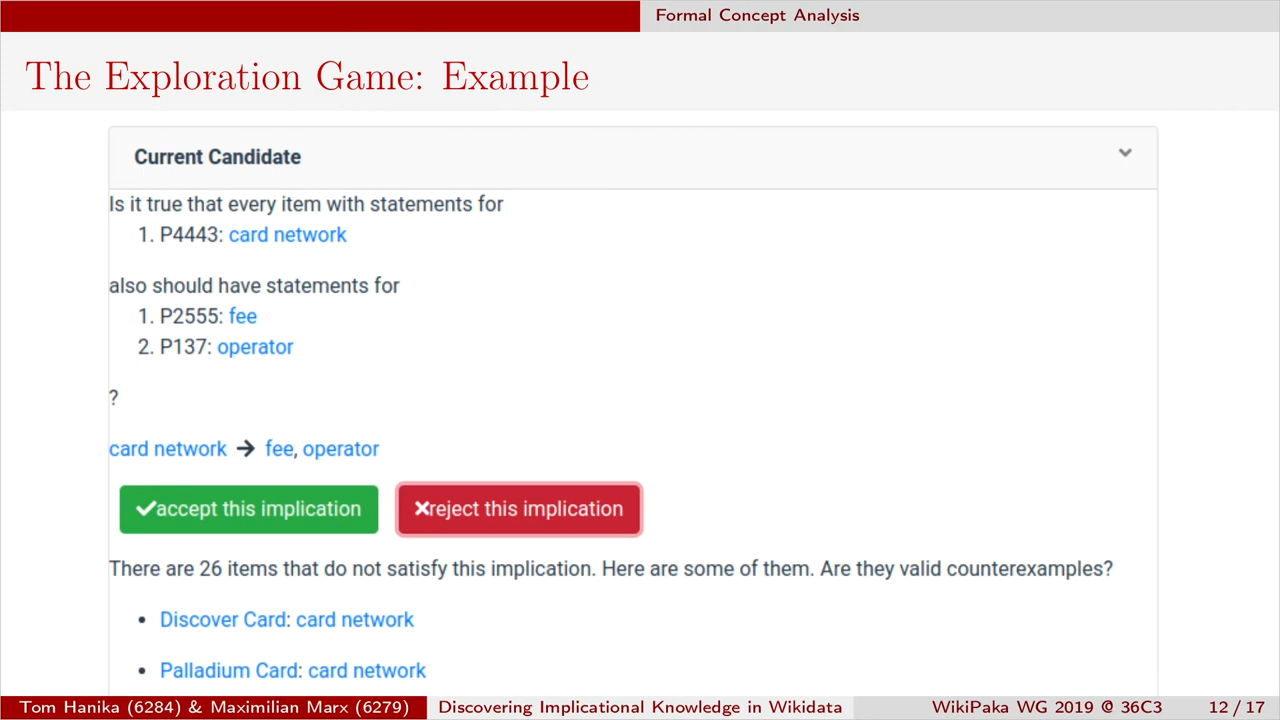 Formal Concept Analysis
The Exploration Game: Example
Current Candidate
Is it true that every item with statements for
1. P4443: card network
also should have statements for
1. P2555: fee
2. P137: operator
?
card network → fee, operator
✔accept this implication ✖reject this implication
There are 26 items that do not satisfy this implication. Here are some of them. Are they valid counterexamples?
• Discover Card: card network
• Palladium Card: card network
Tom Hanika (6284) & Maximilian Marx (6279) Discovering Implicational Knowledge in Wikidata WikiPaka WG 2019 @ 36C3 12 / 17